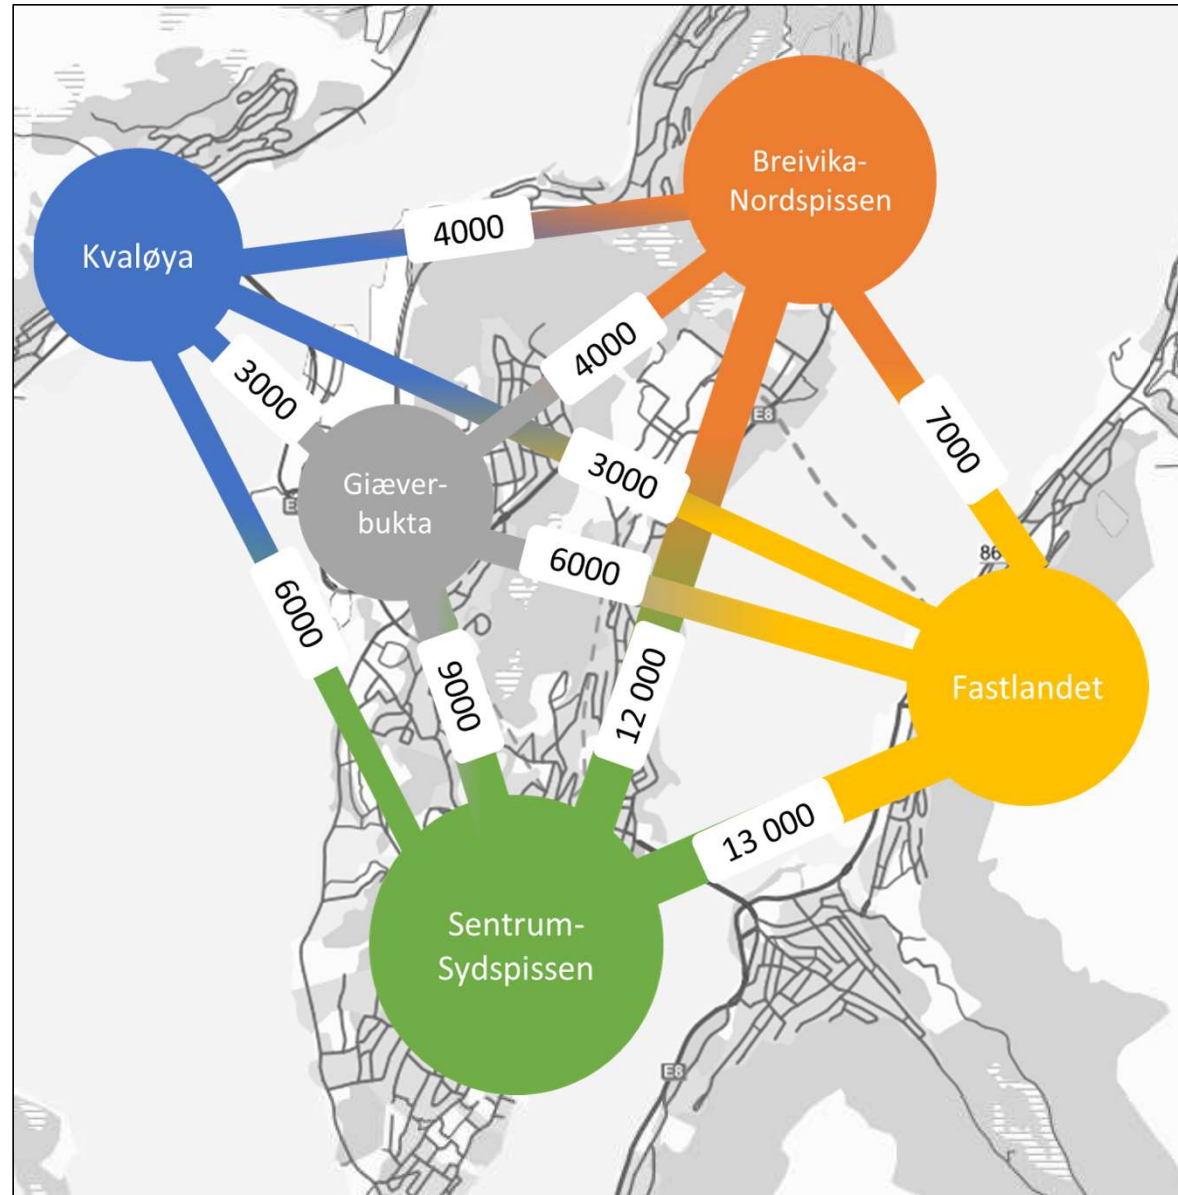 Breivika-
Nordspissen
4000
Kvaløya
4000
3000
E8
7000
3000
Giæver-
bukta
E8
6000
86
6000
9000
12 000
Fastlandet
13 000
Sentrum-
Sydspissen
E8